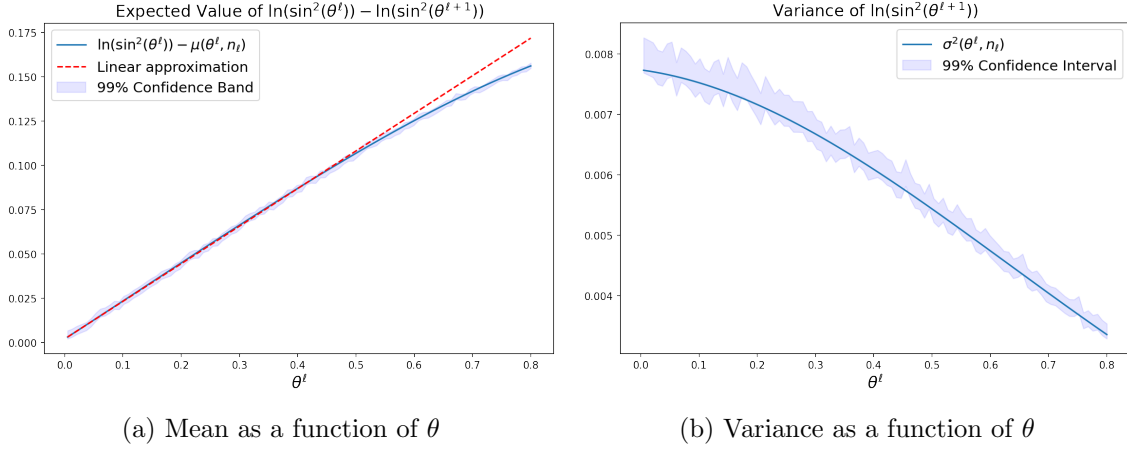 Expected Value of ln(sin²(θ^ℓ)) − ln(sin²(θ^{ℓ+1}))
ln(sin²(θ^ℓ)) − μ(θ^ℓ, n_ℓ)
Linear approximation
99% Confidence Band
0.175
0.150
0.125
0.100
0.075
0.050
0.025
0.000
0.0 0.1 0.2 0.3 0.4 0.5 0.6 0.7 0.8
θ^ℓ
(a) Mean as a function of θ
Variance of ln(sin²(θ^{ℓ+1}))
σ²(θ^ℓ, n_ℓ)
99% Confidence Interval
0.008
0.007
0.006
0.005
0.004
0.0 0.1 0.2 0.3 0.4 0.5 0.6 0.7 0.8
θ^ℓ
(b) Variance as a function of θ